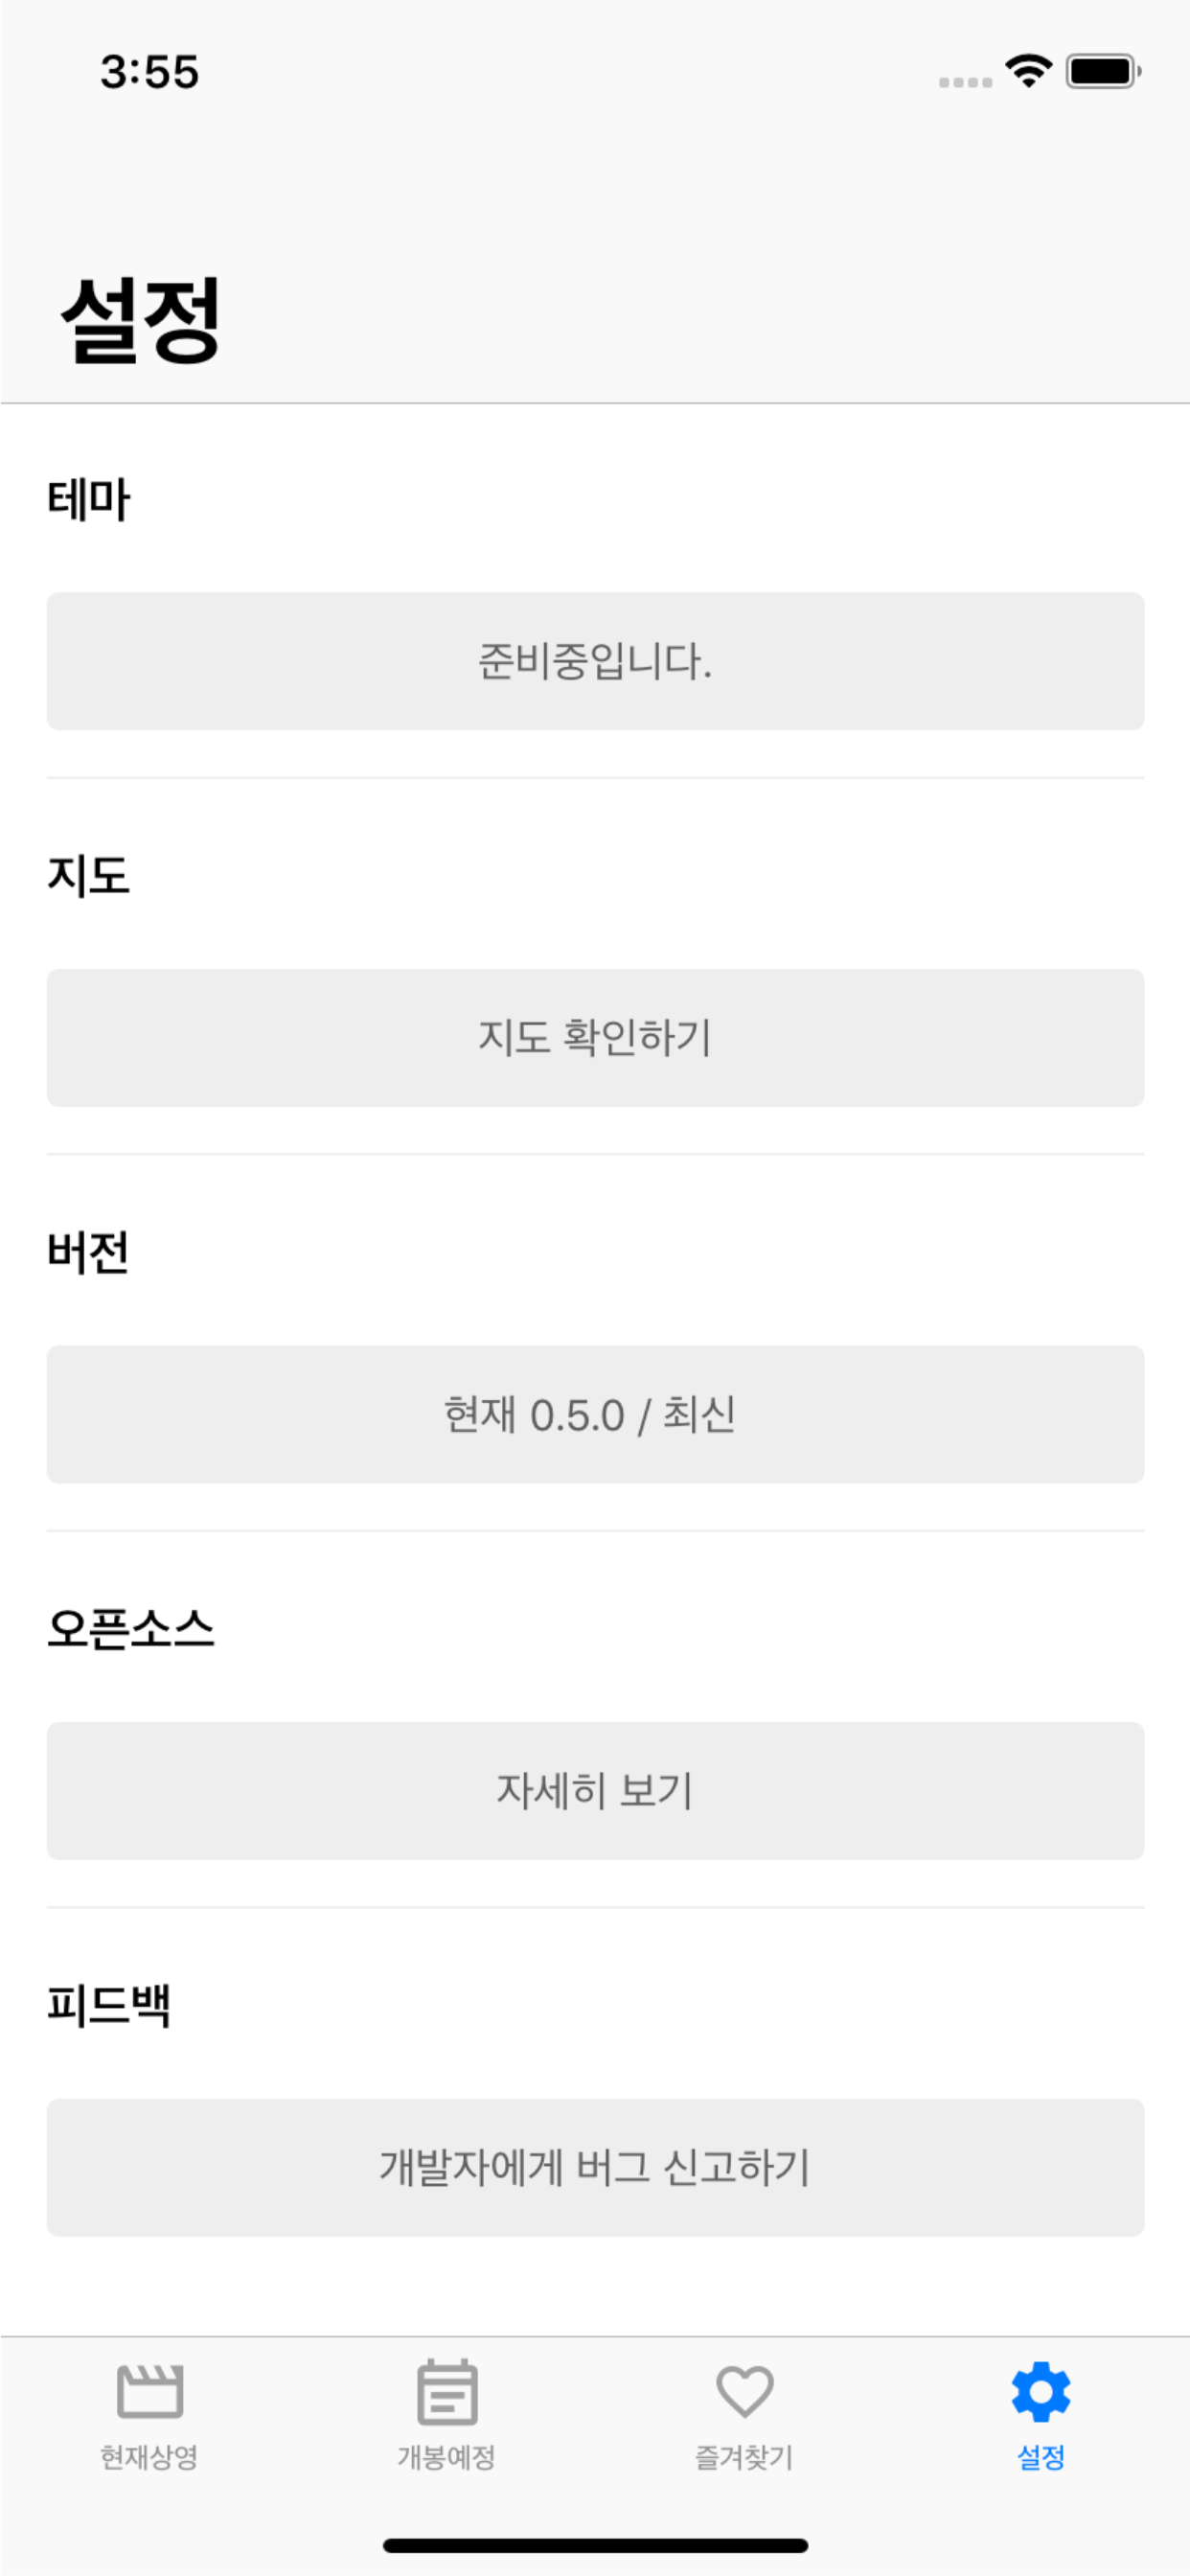 3:55
설정
테마
준비중입니다.
지도
지도 확인하기
버전
현재 0.5.0 / 최신
오픈소스
자세히 보기
피드백
개발자에게 버그 신고하기
현재상영
개봉예정
즐겨찾기
설정